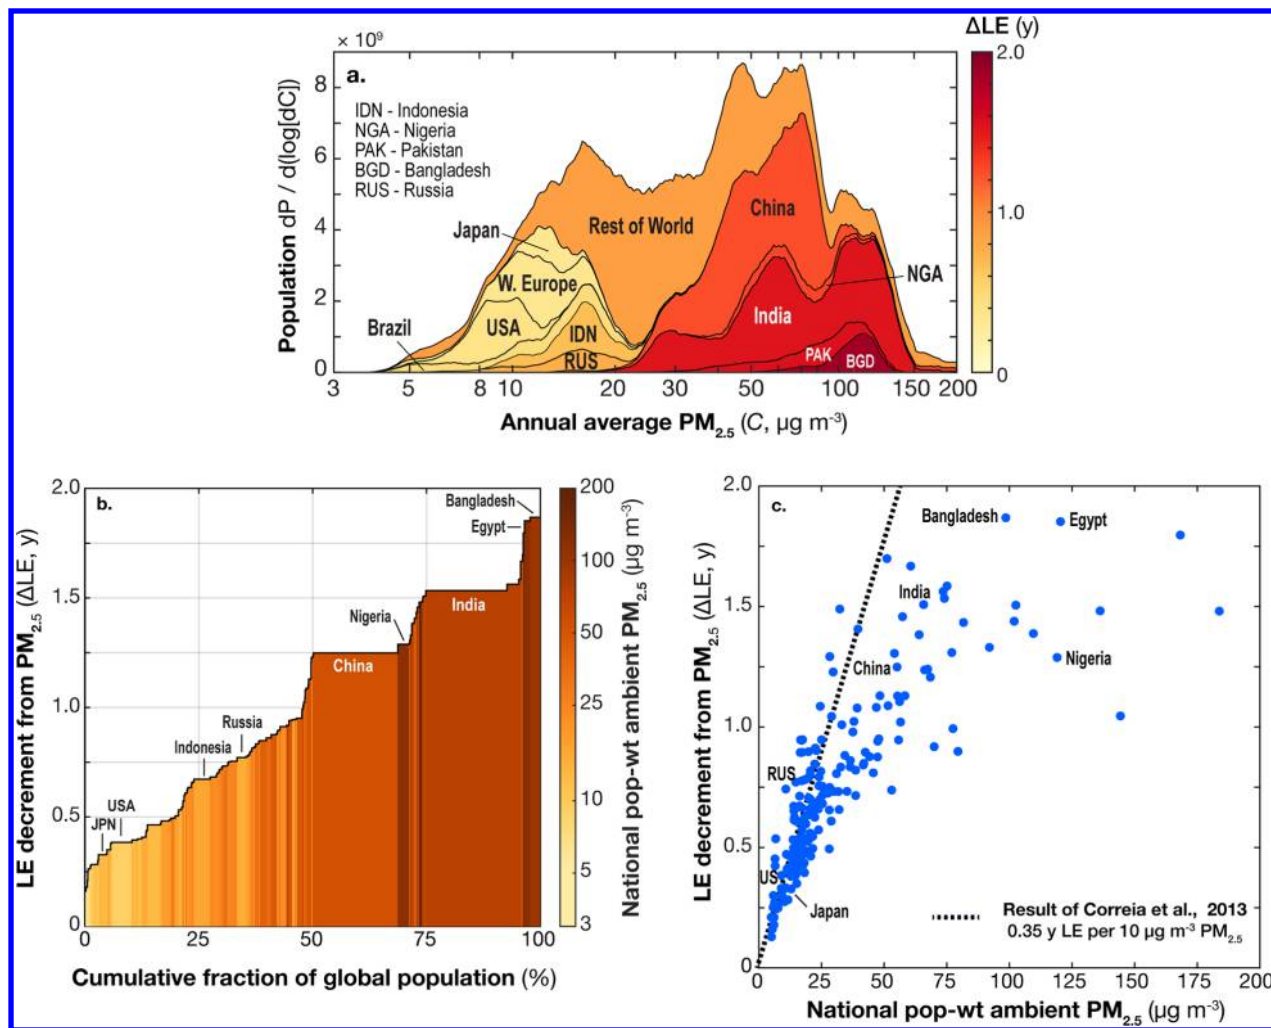 ΔLE (y)
× 10⁹
a.
2.0
1.0
0
8
6
4
2
0
Population dP / d(log[dC])
IDN - Indonesia
NGA - Nigeria
PAK - Pakistan
BGD - Bangladesh
RUS - Russia
Japan
Rest of World
China
NGA
W. Europe
Brazil
USA
IDN
RUS
India
PAK
BGD
3 5 8 10 20 30 50 100 150 200
Annual average PM₂.₅ (C, µg m⁻³)
b.
2.0
1.5
1.0
0.5
0
LE decrement from PM₂.₅ (ΔLE, y)
Bangladesh
Egypt
Nigeria
India
China
Russia
Indonesia
USA
JPN
0 25 50 75 100
Cumulative fraction of global population (%)
200
100
50
25
10
5
3
National pop-wt ambient PM₂.₅ (µg m⁻³)
c.
2.0
1.5
1.0
0.5
0
LE decrement from PM₂.₅ (ΔLE, y)
Bangladesh
Egypt
India
China
Nigeria
RUS
US
Japan
Result of Correia et al., 2013
0.35 y LE per 10 µg m⁻³ PM₂.₅
0 25 50 75 100 125 150 175 200
National pop-wt ambient PM₂.₅ (µg m⁻³)